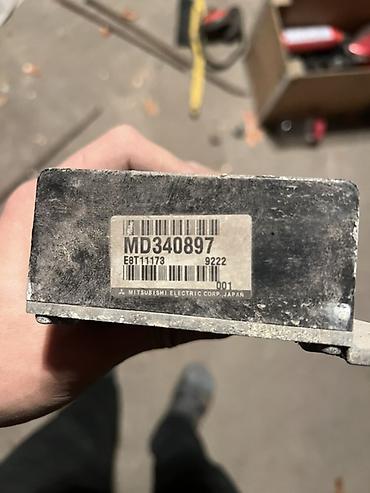 MD340897
E8T11173 9222
001
MITSUBISHI ELECTRIC CORP. JAPAN